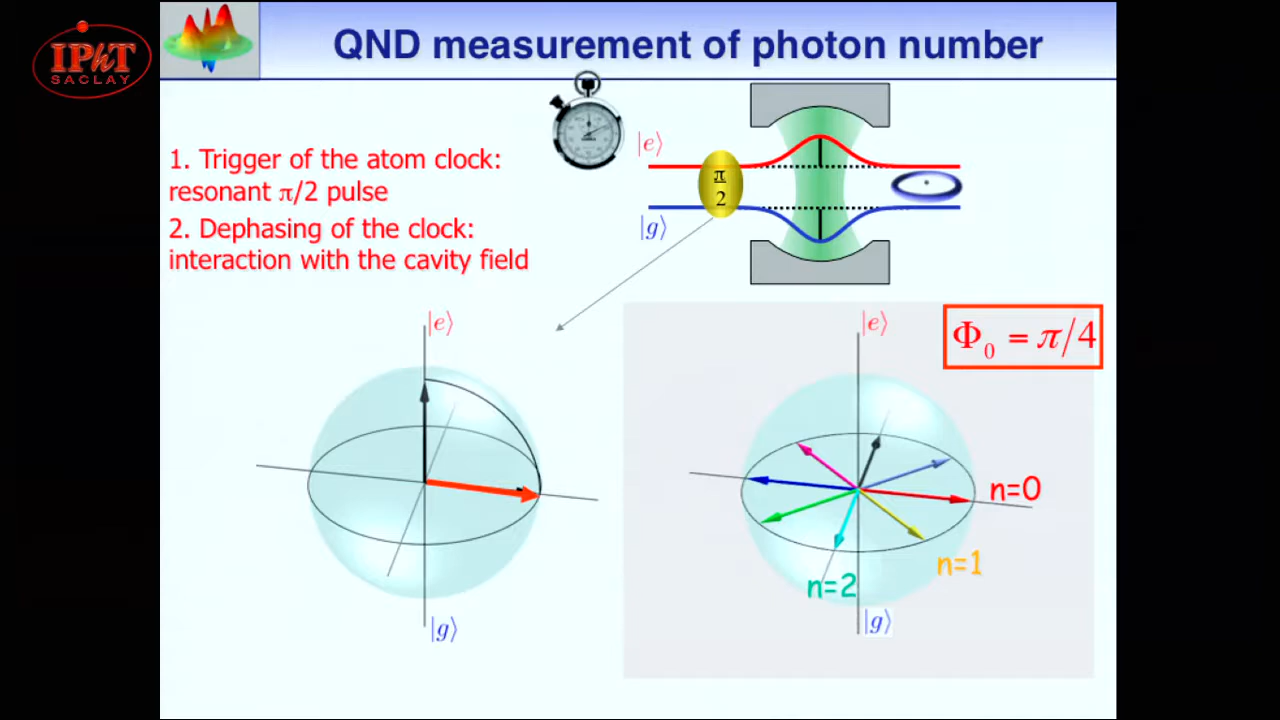 IPhT
SACLAY
QND measurement of photon number
1. Trigger of the atom clock:
resonant π/2 pulse
2. Dephasing of the clock:
interaction with the cavity field
|e⟩
π
2
|g⟩
|e⟩
|g⟩
|e⟩
Φ₀ = π/4
n=0
n=1
n=2
|g⟩